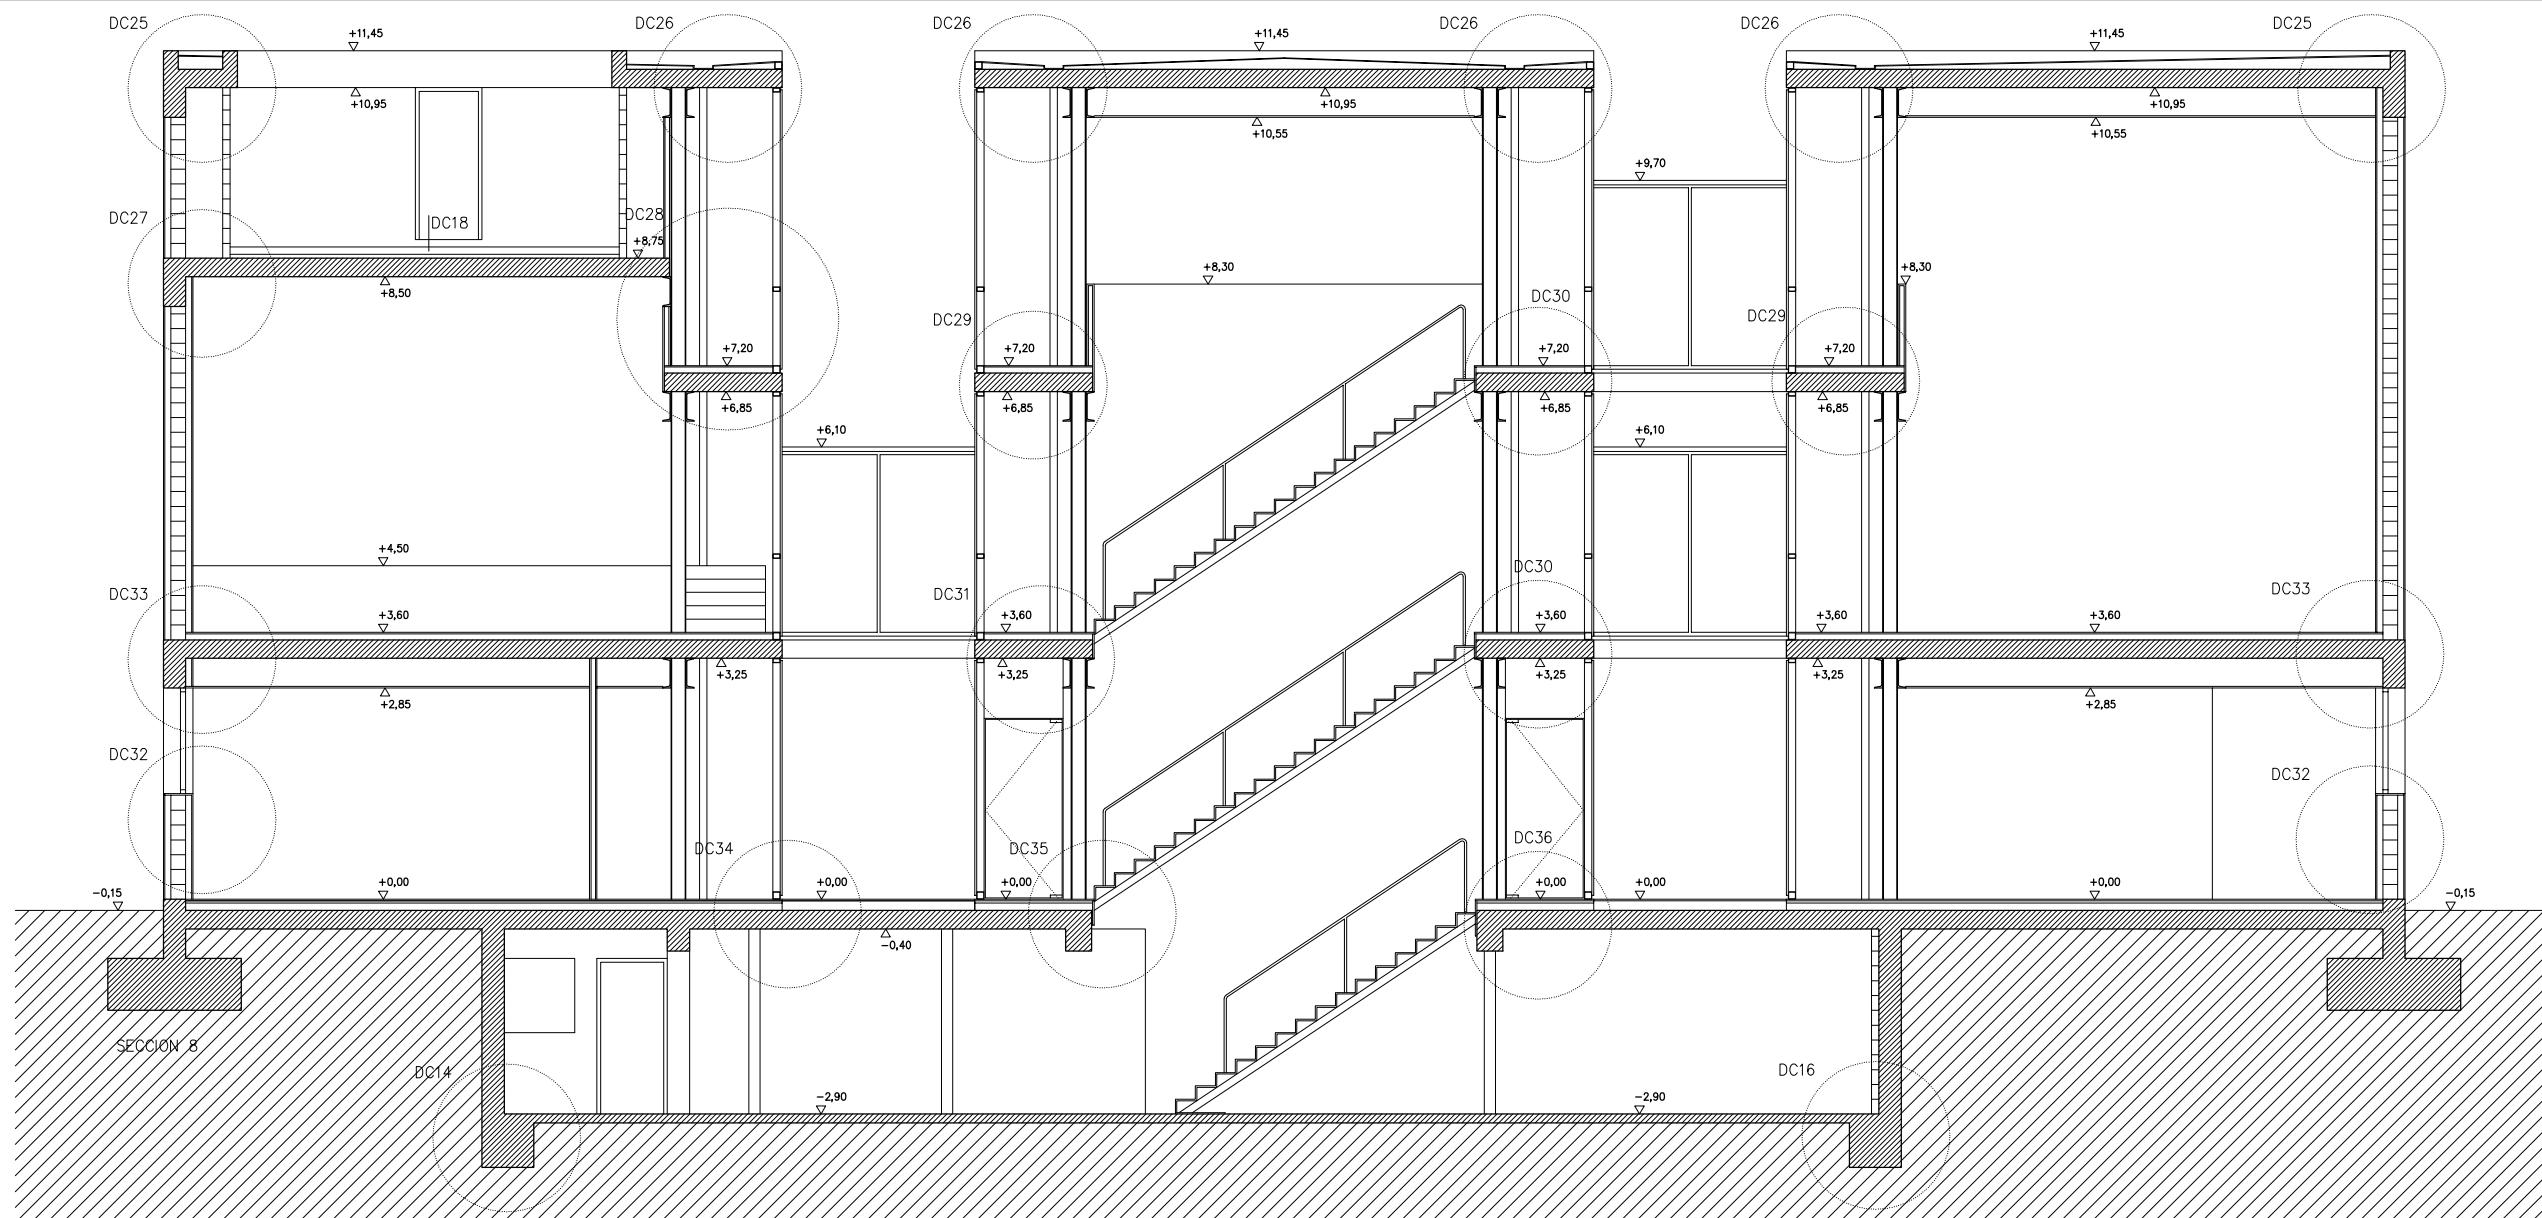 DC25
DC26
DC26
DC26
DC26
DC25
+11,45
+11,45
+11,45
+10,95
+10,95
+10,95
+10,55
+10,55
+9,70
DC27
DC18
DC28
+8,75
+8,50
+8,30
+8,30
DC29
DC30
DC29
+7,20
+7,20
+7,20
+7,20
+6,85
+6,85
+6,85
+6,85
+6,10
+6,10
+6,10
+4,50
DC33
DC31
DC30
DC33
+3,60
+3,60
+3,60
+3,60
+3,60
+3,25
+3,25
+3,25
+3,25
+2,85
+2,85
DC32
DC32
DC34
DC35
DC36
-0,15
+0,00
+0,00
+0,00
+0,00
+0,00
+0,00
-0,15
-0,40
SECCION 8
DC14
DC16
-2,90
-2,90